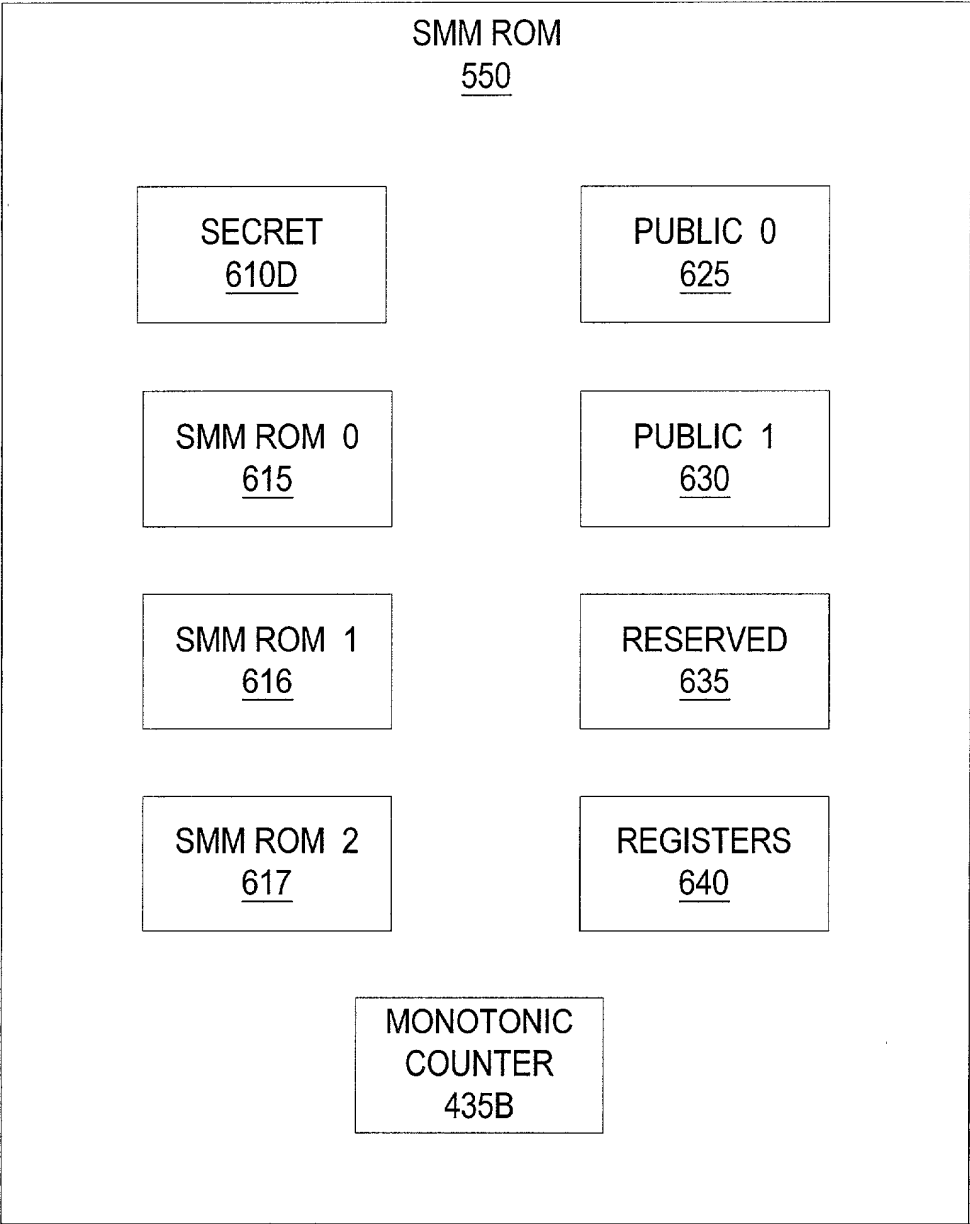 SMM ROM
550
SECRET
610D
PUBLIC 0
625
SMM ROM 0
615
PUBLIC 1
630
SMM ROM 1
616
RESERVED
635
SMM ROM 2
617
REGISTERS
640
MONOTONIC
COUNTER
435B